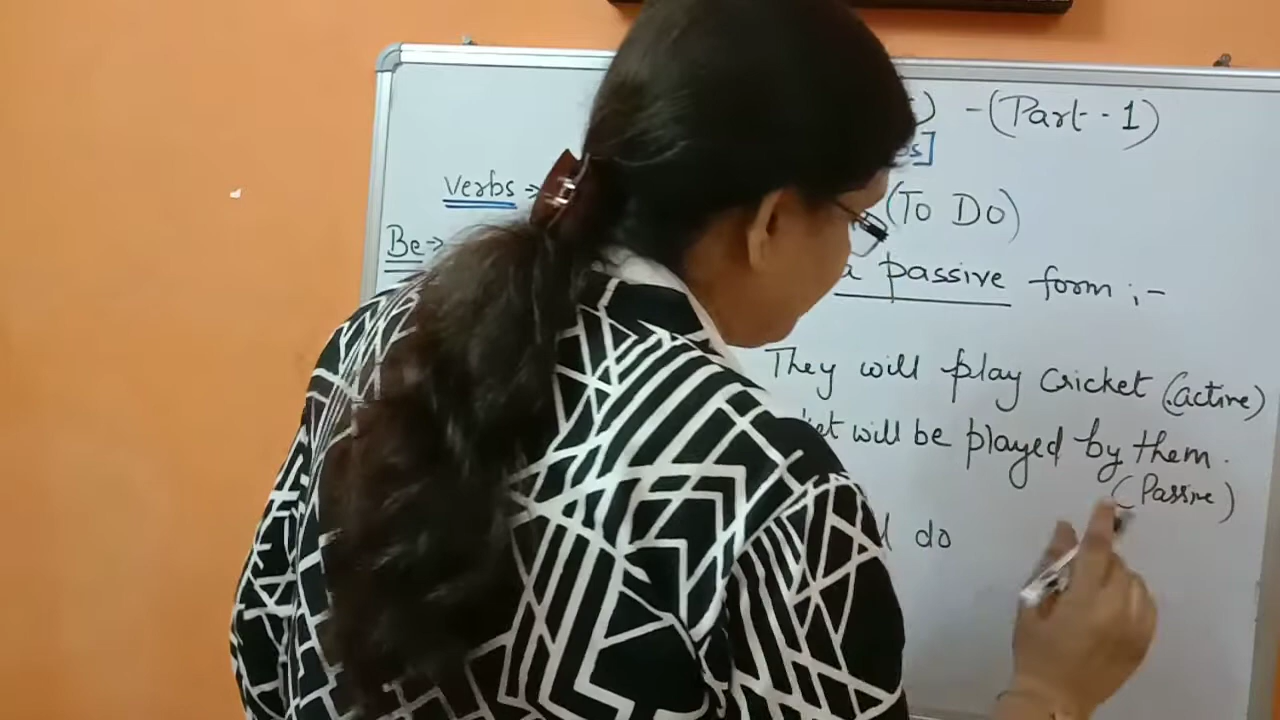 ) - (Part - 1)
bs]
Verbs →
(To Do)
Be →
a passive form ; -
They will play Cricket (active)
ket will be played by them.
(Passive)
do